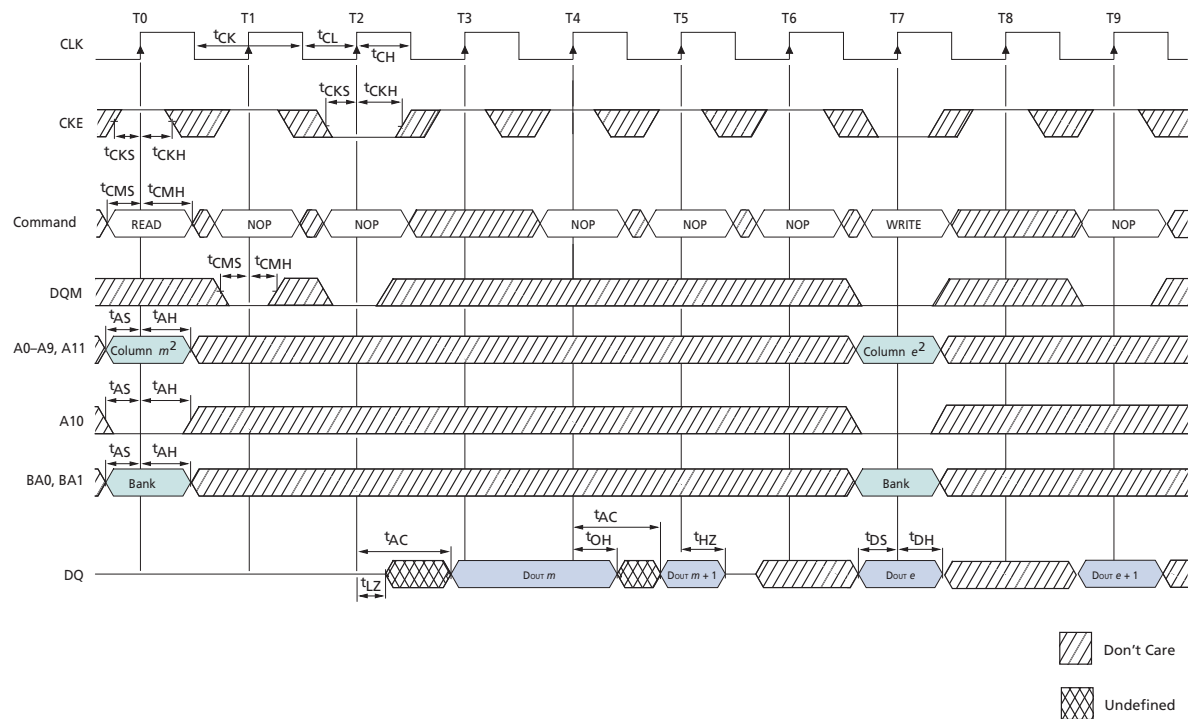 T0 T1 T2 T3 T4 T5 T6 T7 T8 T9
CLK
tCK tCL
tCH
tCKS tCKH
CKE
tCKS tCKH
tCMS tCMH
Command READ NOP NOP NOP NOP NOP WRITE NOP
tCMS tCMH
DQM
tAS tAH
A0–A9, A11 Column m2 Column e2
tAS tAH
A10
tAS tAH
BA0, BA1 Bank Bank
tAC
tAC tOH tHZ tDS tDH
DQ DOUT m DOUT m + 1 DOUT e DOUT e + 1
tLZ
Don't Care
Undefined